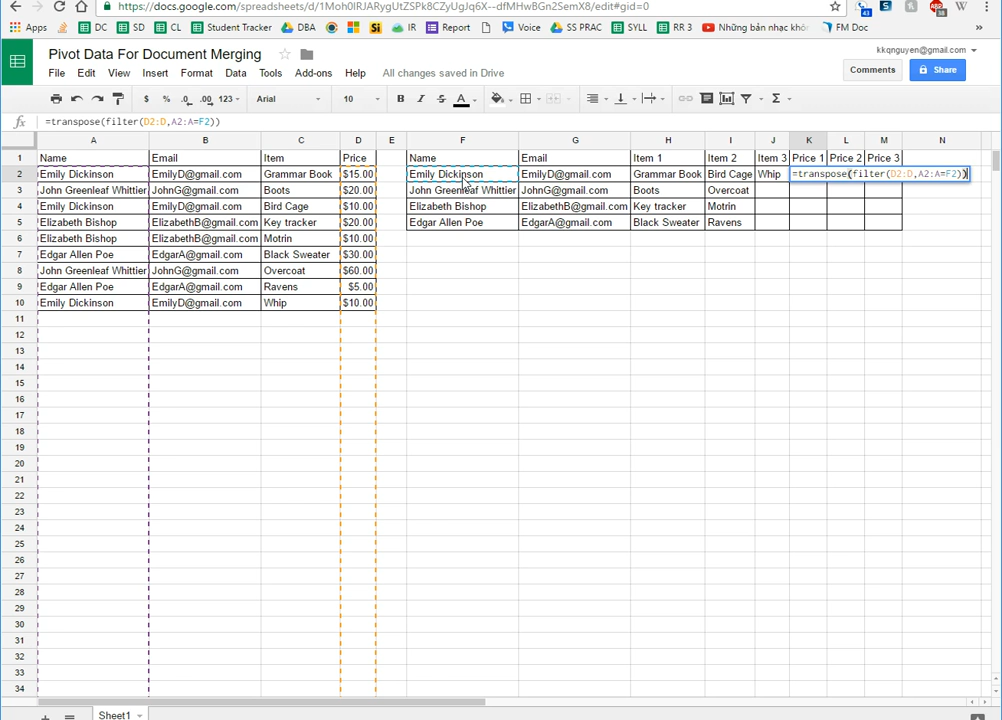 https://docs.google.com/spreadsheets/d/1Moh0IRJARygUtZSPk8CZyUgJq6X--dfMHwBGn2SemX8/edit#gid=0
Apps DC SD CL Student Tracker DBA Si IR Report Voice SS PRAC SYLL RR 3 Những bản nhạc khôn FM Doc »
Pivot Data For Document Merging
kkqnguyen@gmail.com
File Edit View Insert Format Data Tools Add-ons Help All changes saved in Drive
Comments Share
$ % .0 .00 123 Arial 10 B I S A Σ
fx =transpose(filter(D2:D,A2:A=F2))
A B C D E F G H I J K L M N
1 Name Email Item Price Name Email Item 1 Item 2 Item 3 Price 1 Price 2 Price 3
2 Emily Dickinson EmilyD@gmail.com Grammar Book $15.00 Emily Dickinson EmilyD@gmail.com Grammar Book Bird Cage Whip =transpose(filter(D2:D,A2:A=F2))
3 John Greenleaf Whittier JohnG@gmail.com Boots $20.00 John Greenleaf Whittier JohnG@gmail.com Boots Overcoat
4 Emily Dickinson EmilyD@gmail.com Bird Cage $10.00 Elizabeth Bishop ElizabethB@gmail.com Key tracker Motrin
5 Elizabeth Bishop ElizabethB@gmail.com Key tracker $20.00 Edgar Allen Poe EdgarA@gmail.com Black Sweater Ravens
6 Elizabeth Bishop ElizabethB@gmail.com Motrin $10.00
7 Edgar Allen Poe EdgarA@gmail.com Black Sweater $30.00
8 John Greenleaf Whittier JohnG@gmail.com Overcoat $60.00
9 Edgar Allen Poe EdgarA@gmail.com Ravens $5.00
10 Emily Dickinson EmilyD@gmail.com Whip $10.00
11
12
13
14
15
16
17
18
19
20
21
22
23
24
25
26
27
28
29
30
31
32
33
34
Sheet1